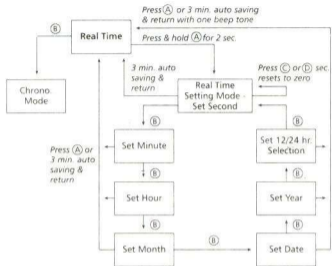 Press Ⓐ or 3 min. auto saving
& return with one beep tone
Ⓑ
Real Time
Press & hold Ⓐ for 2 sec.
3 min. auto
saving &
return
Press Ⓒ or Ⓓ sec.
resets to zero
Chrono.
Mode
Real Time
Setting Mode -
Set Second
Ⓑ
Ⓑ
Press Ⓐ or
3 min. auto
saving &
return
Set Minute
Set 12/24 hr.
Selection
Ⓑ
Ⓑ
Set Hour
Set Year
Ⓑ
Ⓑ
Set Month
Ⓑ
Set Date